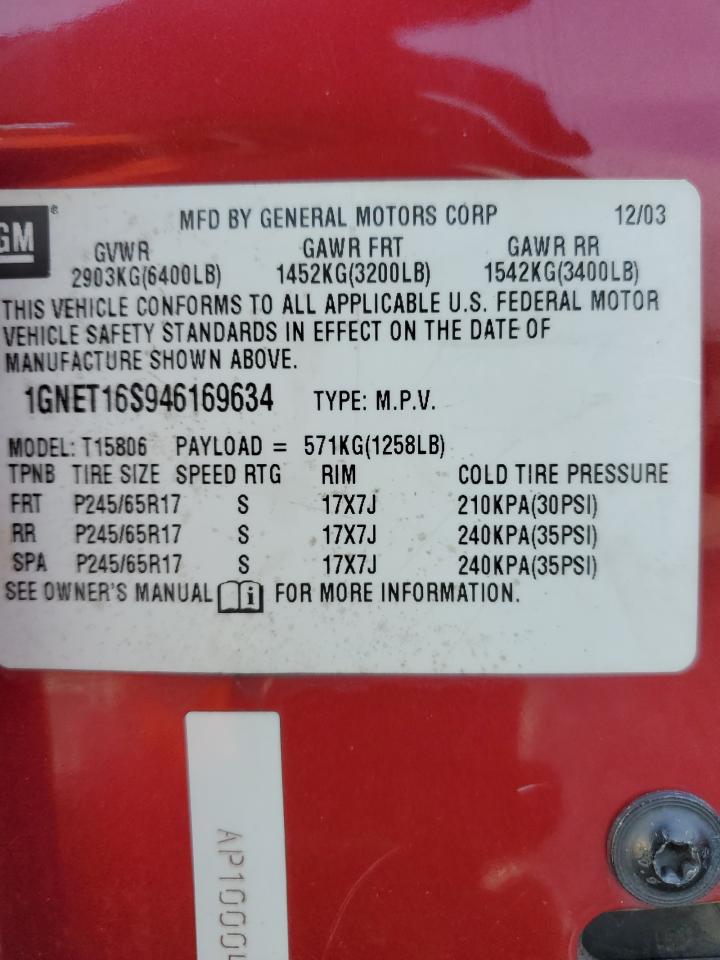 GM® MFD BY GENERAL MOTORS CORP 12/03
GVWR GAWR FRT GAWR RR
2903KG(6400LB) 1452KG(3200LB) 1542KG(3400LB)
THIS VEHICLE CONFORMS TO ALL APPLICABLE U.S. FEDERAL MOTOR
VEHICLE SAFETY STANDARDS IN EFFECT ON THE DATE OF
MANUFACTURE SHOWN ABOVE.
1GNET16S946169634 TYPE: M.P.V.
MODEL: T15806 PAYLOAD = 571KG(1258LB)
TPNB TIRE SIZE SPEED RTG RIM COLD TIRE PRESSURE
FRT P245/65R17 S 17X7J 210KPA(30PSI)
RR P245/65R17 S 17X7J 240KPA(35PSI)
SPA P245/65R17 S 17X7J 240KPA(35PSI)
SEE OWNER'S MANUAL i FOR MORE INFORMATION.
AP1000